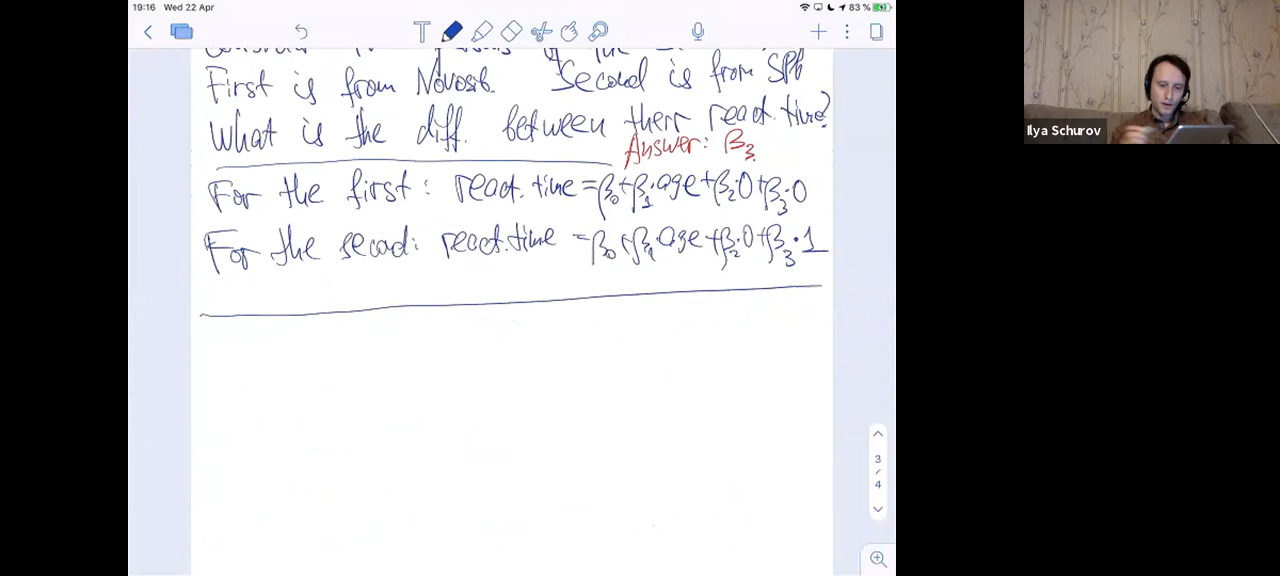 19:16 Wed 22 Apr
83 %
First is from Novosib. Second is from SPb
What is the diff. between their react. time?
Answer: β₃
For the first: react. time = β₀+β₁·age+β₂·0+β₃·0
For the secod: react.time = β₀+β₁·age+β₂·0+β₃·1
3
/
4
Ilya Schurov